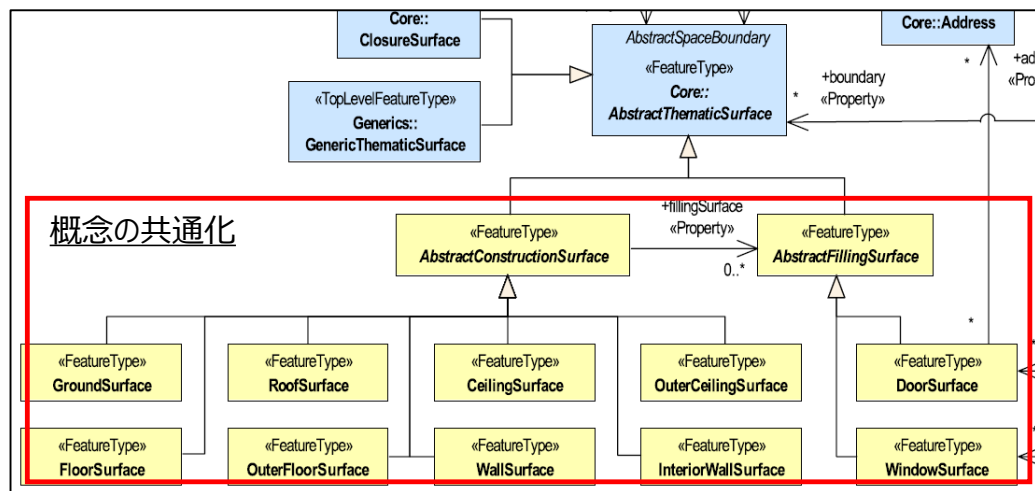 Core::
ClosureSurface
AbstractSpaceBoundary
«FeatureType»
Core::
AbstractThematicSurface
Core::Address
+boundary
«Property»
*
*
+ad
«Pro
«TopLevelFeatureType»
Generics::
GenericThematicSurface
概念の共通化
«FeatureType»
AbstractConstructionSurface
+fillingSurface
«Property»
0..*
«FeatureType»
AbstractFillingSurface
*
«FeatureType»
GroundSurface
«FeatureType»
RoofSurface
«FeatureType»
CeilingSurface
«FeatureType»
OuterCeilingSurface
«FeatureType»
DoorSurface
*
«FeatureType»
FloorSurface
«FeatureType»
OuterFloorSurface
«FeatureType»
WallSurface
«FeatureType»
InteriorWallSurface
«FeatureType»
WindowSurface
*